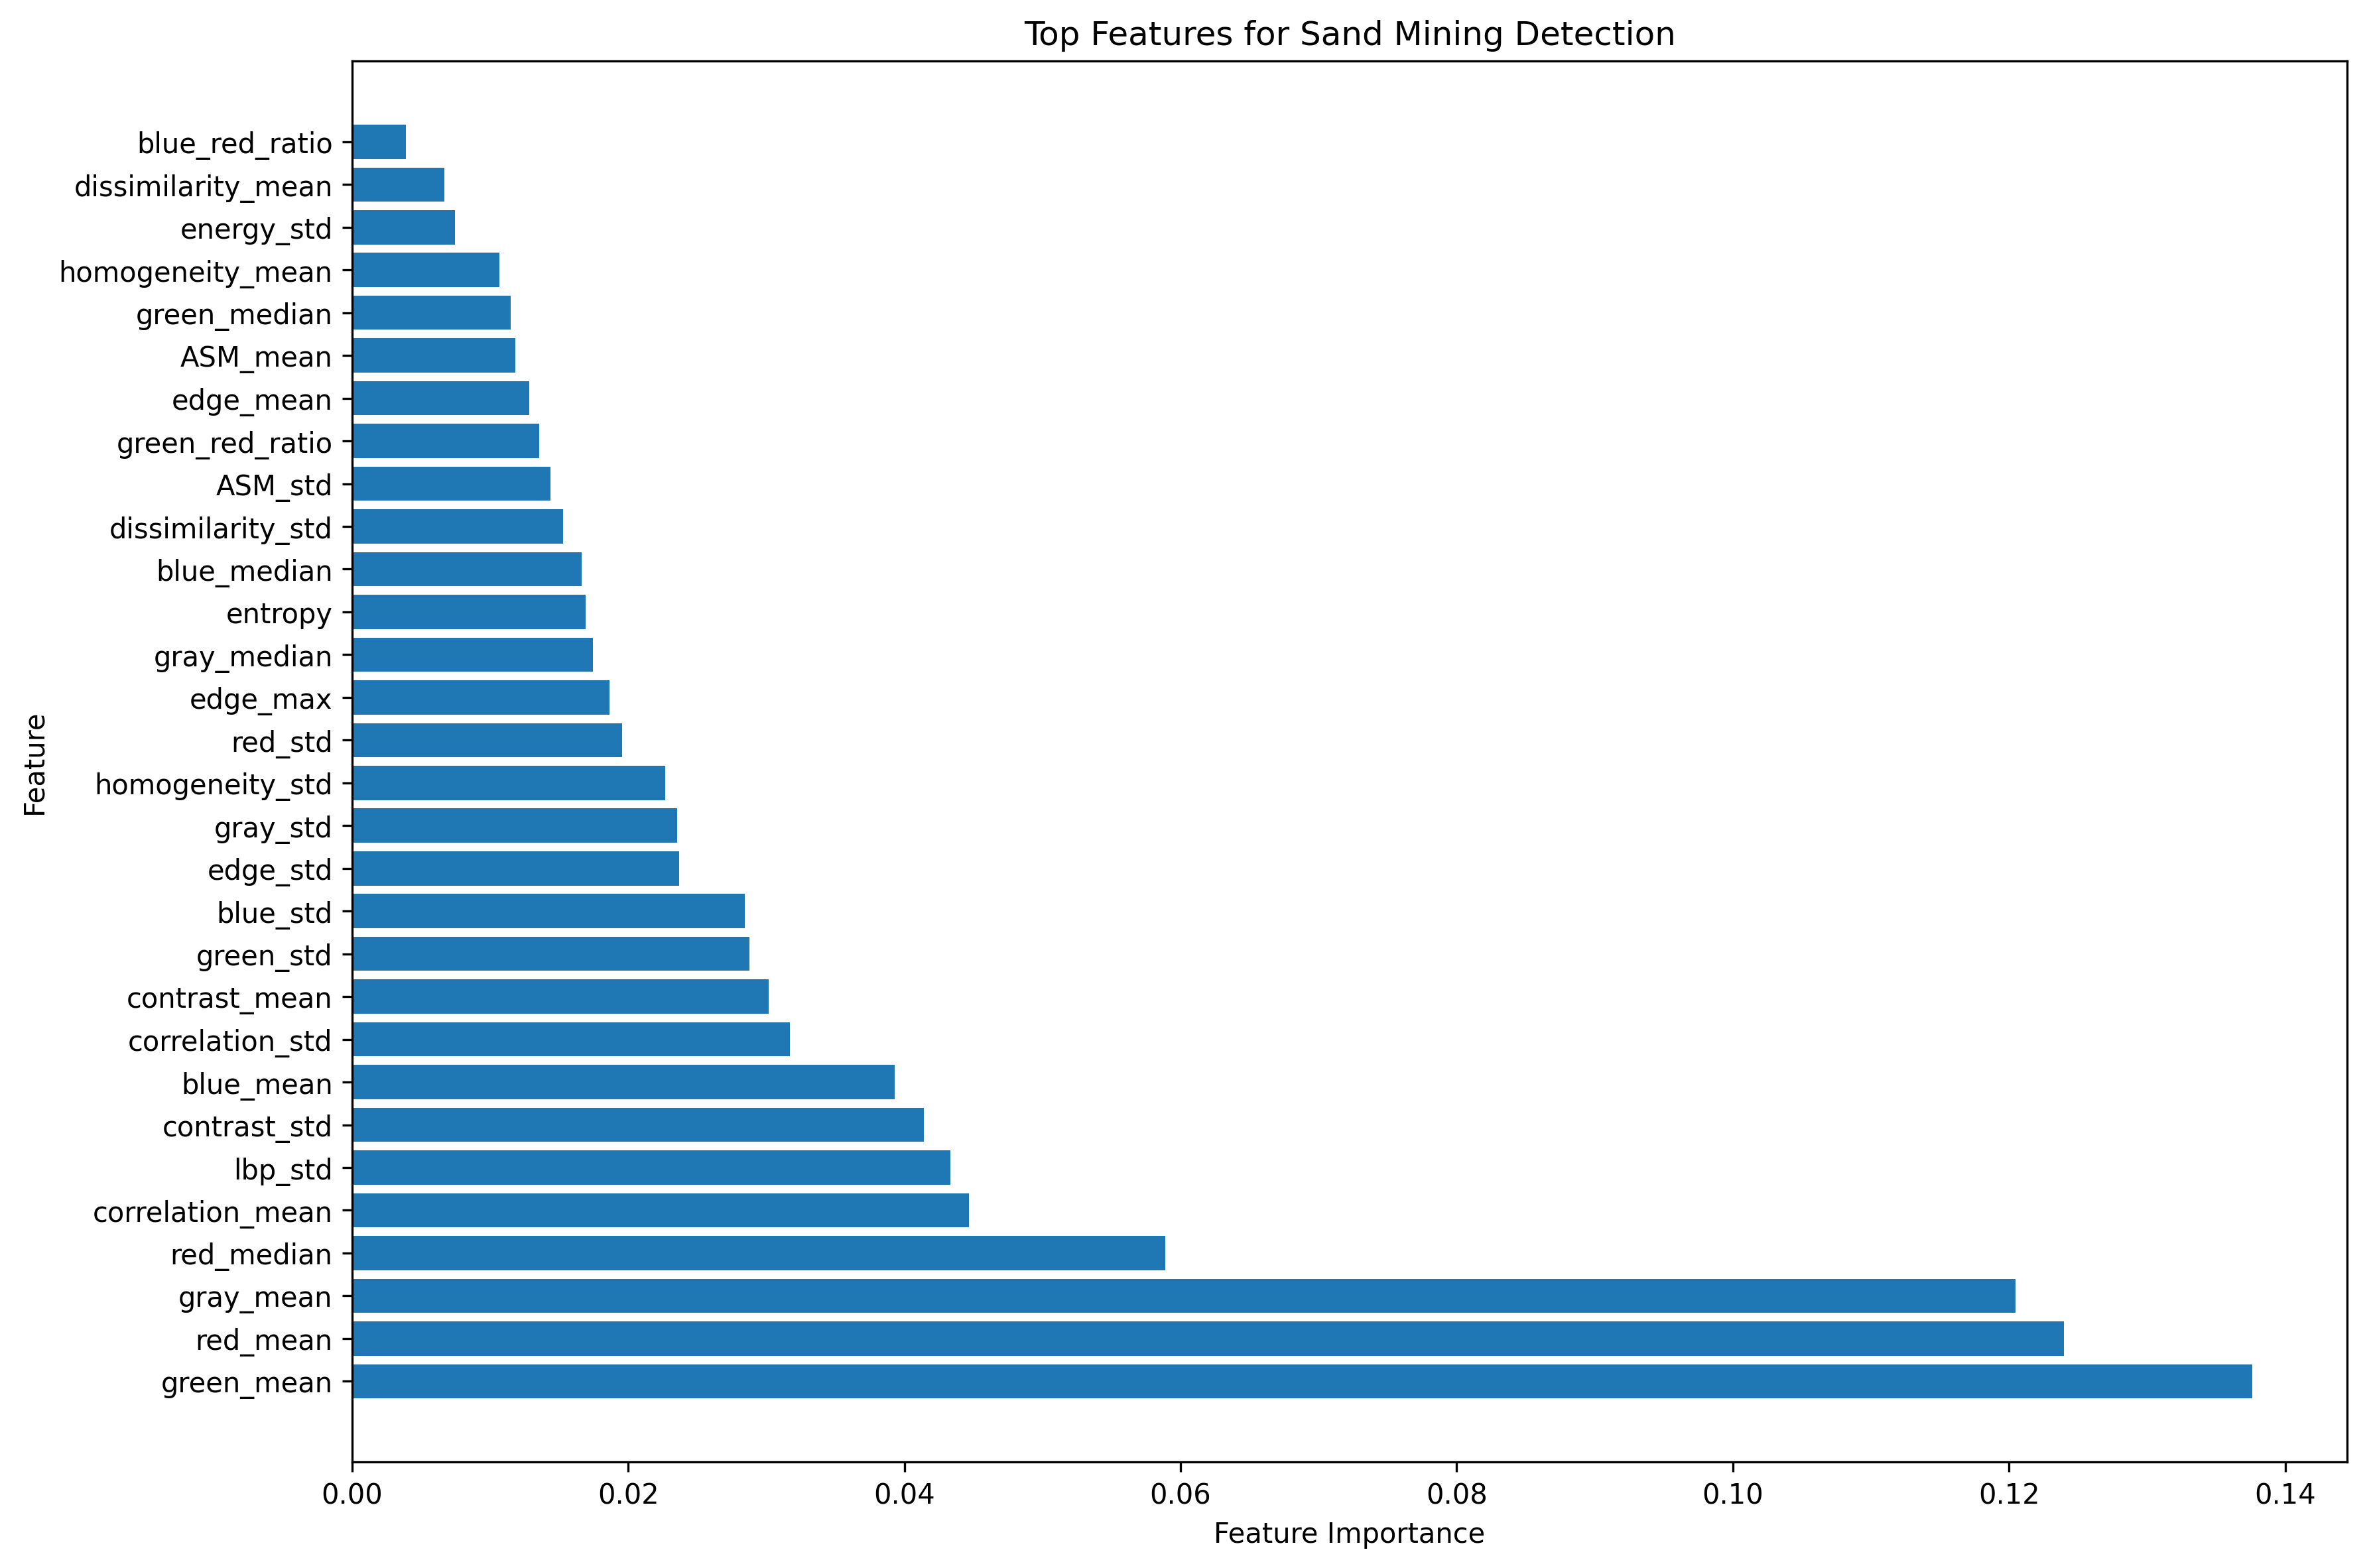 Top Features for Sand Mining Detection
blue_red_ratio
dissimilarity_mean
energy_std
homogeneity_mean
green_median
ASM_mean
edge_mean
green_red_ratio
ASM_std
dissimilarity_std
blue_median
entropy
gray_median
edge_max
red_std
homogeneity_std
gray_std
edge_std
blue_std
green_std
contrast_mean
correlation_std
blue_mean
contrast_std
lbp_std
correlation_mean
red_median
gray_mean
red_mean
green_mean
Feature
0.00 0.02 0.04 0.06 0.08 0.10 0.12 0.14
Feature Importance